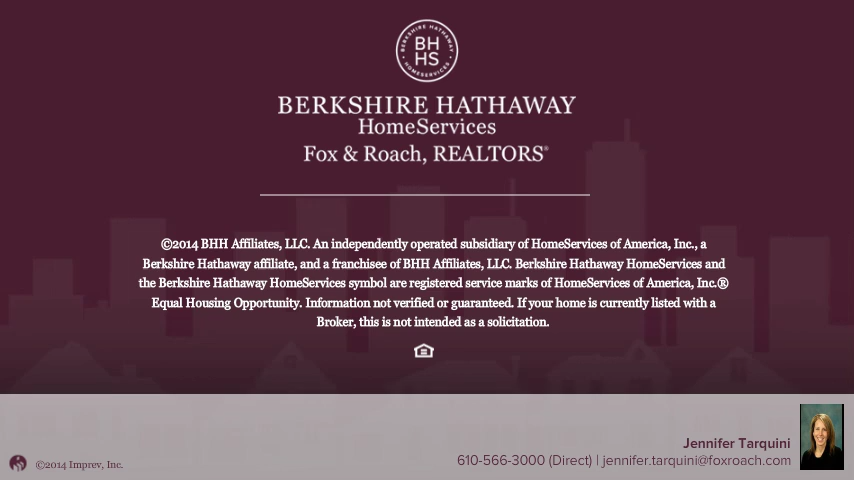 BERKSHIRE HATHAWAY
BH
HS
HOMESERVICES
BERKSHIRE HATHAWAY
HomeServices
Fox & Roach, REALTORS®
©2014 BHH Affiliates, LLC. An independently operated subsidiary of HomeServices of America, Inc., a
Berkshire Hathaway affiliate, and a franchisee of BHH Affiliates, LLC. Berkshire Hathaway HomeServices and
the Berkshire Hathaway HomeServices symbol are registered service marks of HomeServices of America, Inc.®
Equal Housing Opportunity. Information not verified or guaranteed. If your home is currently listed with a
Broker, this is not intended as a solicitation.
Jennifer Tarquini
610-566-3000 (Direct) | jennifer.tarquini@foxroach.com
©2014 Imprev, Inc.